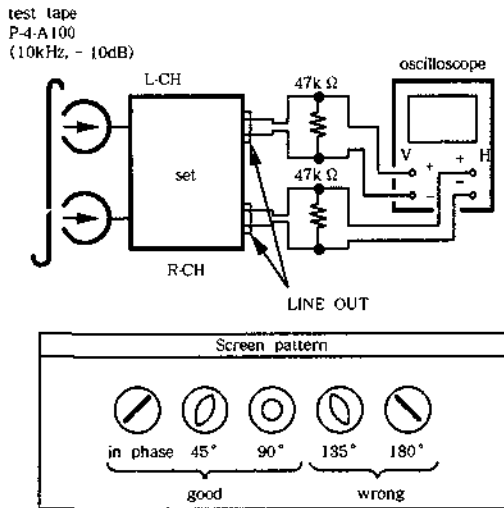 test tape
P-4-A100
(10kHz, - 10dB)
L-CH
47k Ω
oscilloscope
V
H
+
+
-
-
set
47k Ω
R-CH
LINE OUT
Screen pattern
in phase 45° 90° 135° 180°
good wrong